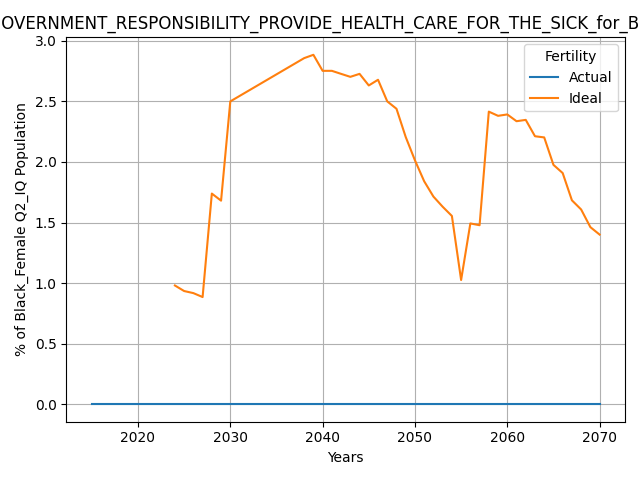 OVERNMENT_RESPONSIBILITY_PROVIDE_HEALTH_CARE_FOR_THE_SICK_for_B
3.0
2.5
2.0
1.5
1.0
0.5
0.0
% of Black_Female Q2_IQ Population
Fertility
Actual
Ideal
2020 2030 2040 2050 2060 2070
Years